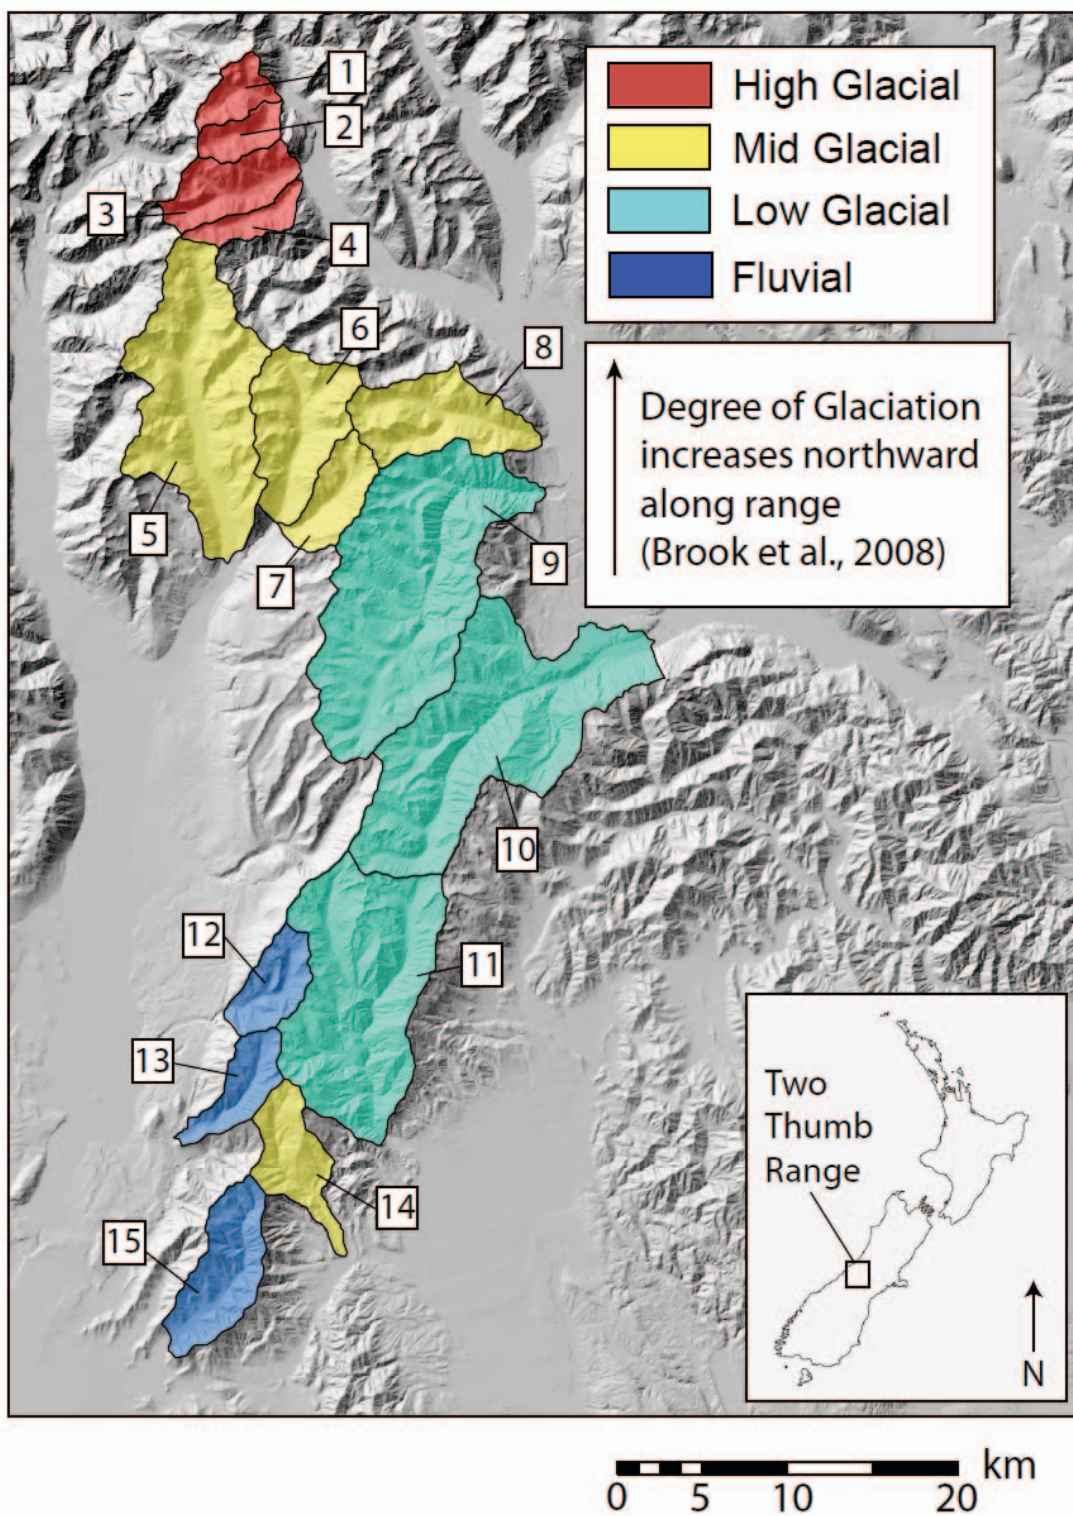 1
2
3
4
High Glacial
Mid Glacial
Low Glacial
Fluvial
6
8
5
7
9
Degree of Glaciation
increases northward
along range
(Brook et al., 2008)
10
12
11
13
14
15
Two
Thumb
Range
N
km
0 5 10 20